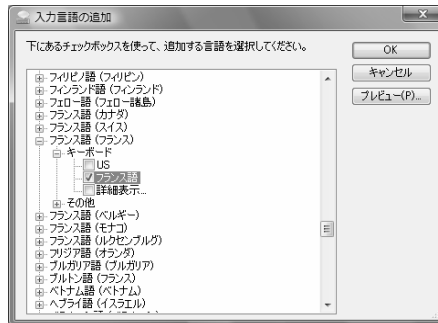 入力言語の追加
下にあるチェックボックスを使って、追加する言語を選択してください。
OK
キャンセル
プレビュー(P)...
フィリピノ語 (フィリピン)
フィンランド語 (フィンランド)
フェロー語 (フェロー諸島)
フランス語 (カナダ)
フランス語 (スイス)
フランス語 (フランス)
キーボード
US
フランス語
詳細表示...
その他
フランス語 (ベルギー)
フランス語 (モナコ)
フランス語 (ルクセンブルグ)
フリジア語 (オランダ)
ブルガリア語 (ブルガリア)
ブルトン語 (フランス)
ベトナム語 (ベトナム)
ヘブライ語 (イスラエル)